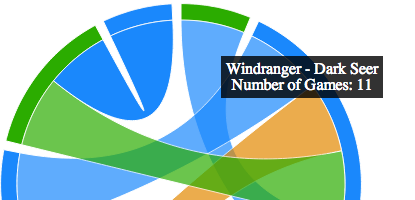 Windranger - Dark Seer
Number of Games: 11